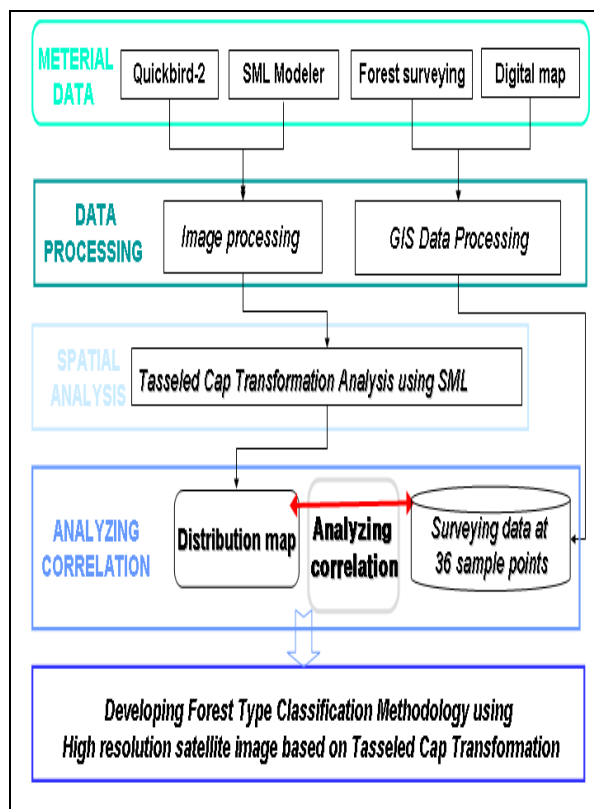 METERIAL
DATA
Quickbird-2
SML Modeler
Forest surveying
Digital map
DATA
PROCESSING
Image processing
GIS Data Processing
SPATIAL
ANALYSIS
Tasseled Cap Transformation Analysis using SML
ANALYZING
CORRELATION
Distribution map
Analyzing
correlation
Surveying data at
36 sample points
Developing Forest Type Classification Methodology using
High resolution satellite image based on Tasseled Cap Transformation